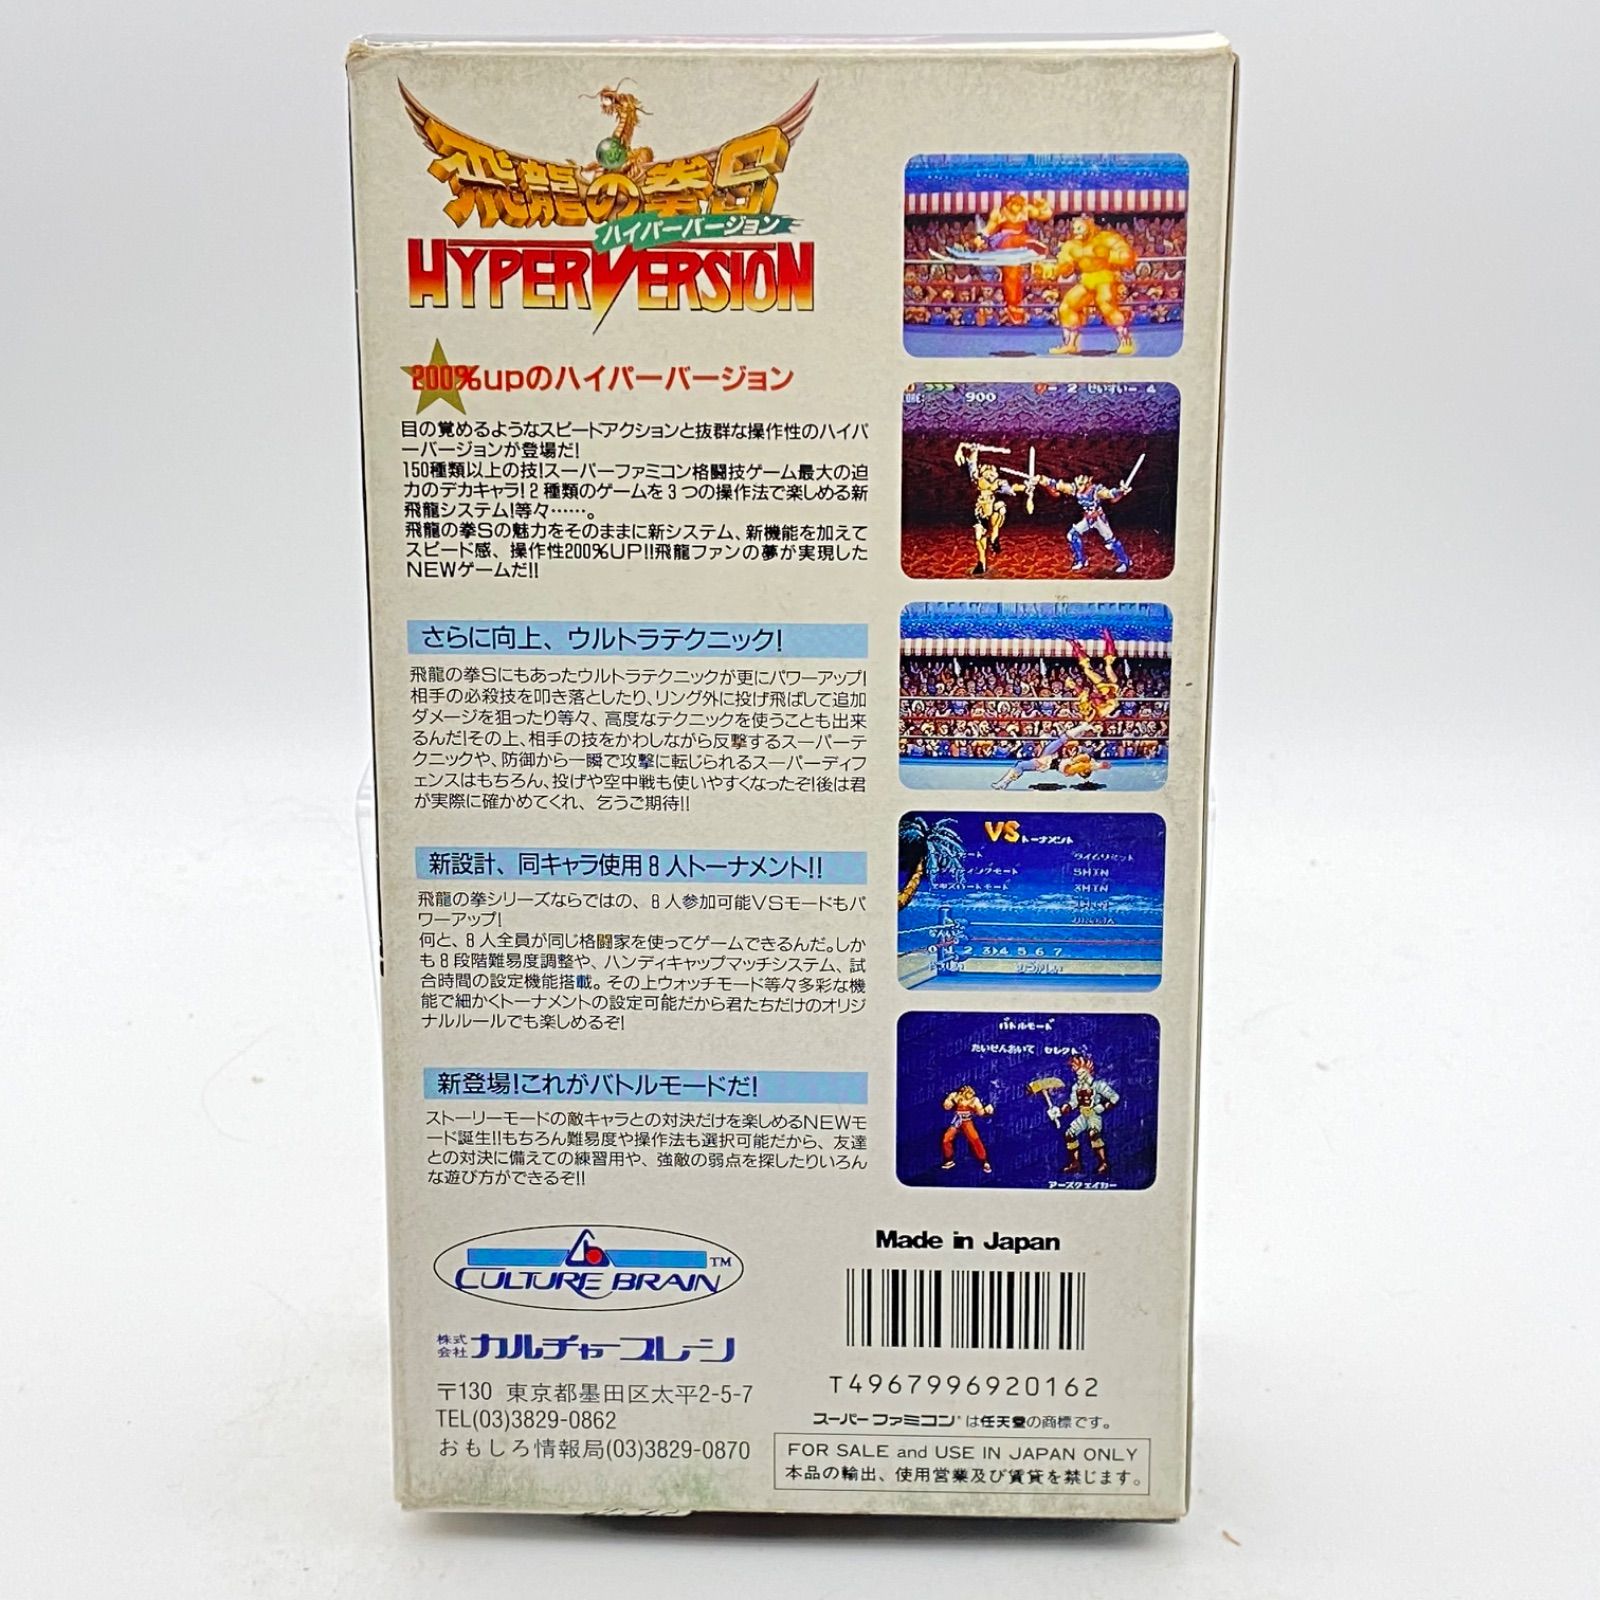 飛龍の拳S
ハイパーバージョン
HYPER VERSION
200%upのハイパーバージョン
目の覚めるようなスピードアクションと抜群な操作性のハイパ
ーバージョンが登場だ!
150種類以上の技!スーパーファミコン格闘技ゲーム最大の迫
力のデカキャラ!2種類のゲームを3つの操作法で楽しめる新
飛龍システム!等々……。
飛龍の拳Sの魅力をそのままに新システム、新機能を加えて
スピード感、操作性200%UP!!飛龍ファンの夢が実現した
NEWゲームだ!!
さらに向上、ウルトラテクニック!
飛龍の拳Sにもあったウルトラテクニックが更にパワーアップ!
相手の必殺技を叩き落としたり、リング外に投げ飛ばして追加
ダメージを狙ったり等々、高度なテクニックを使うことも出来
るんだ!その上、相手の技をかわしながら反撃するスーパーテ
クニックや、防御から一瞬で攻撃に転じられるスーパーディフ
ェンスはもちろん、投げや空中戦も使いやすくなったぞ!後は君
が実際に確かめてくれ、乞うご期待!!
新設計、同キャラ使用8人トーナメント!!
飛龍の拳シリーズならではの、8人参加可能VSモードもパ
ワーアップ!
何と、8人全員が同じ格闘家を使ってゲームできるんだ。しか
も8段階難易度調整や、ハンディキャップマッチシステム、試
合時間の設定機能搭載。その上ウォッチモード等々多彩な機
能で細かくトーナメントの設定可能だから君たちだけのオリジ
ナルルールでも楽しめるぞ!
新登場!これがバトルモードだ!
ストーリーモードの敵キャラとの対決だけを楽しめるNEWモ
ード誕生!!もちろん難易度や操作法も選択可能だから、友達
との対決に備えての練習用や、強敵の弱点を探したりいろん
な遊び方ができるぞ!!
CULTURE BRAIN TM
株式会社 カルチャーブレーン
〒130 東京都墨田区太平2-5-7
TEL(03)3829-0862
おもしろ情報局(03)3829-0870
900 2 せいすい- 4
VS トーナメント
タイムリミット
5MIN
3MIN
0 1 2 3 4 5 6 7
バトルモード
たいせんあいて セレクト
アースクェイカー
Made in Japan
T4967996920162
スーパーファミコン®は任天堂の商標です。
FOR SALE and USE IN JAPAN ONLY
本品の輸出、使用営業及び賃貸を禁じます。